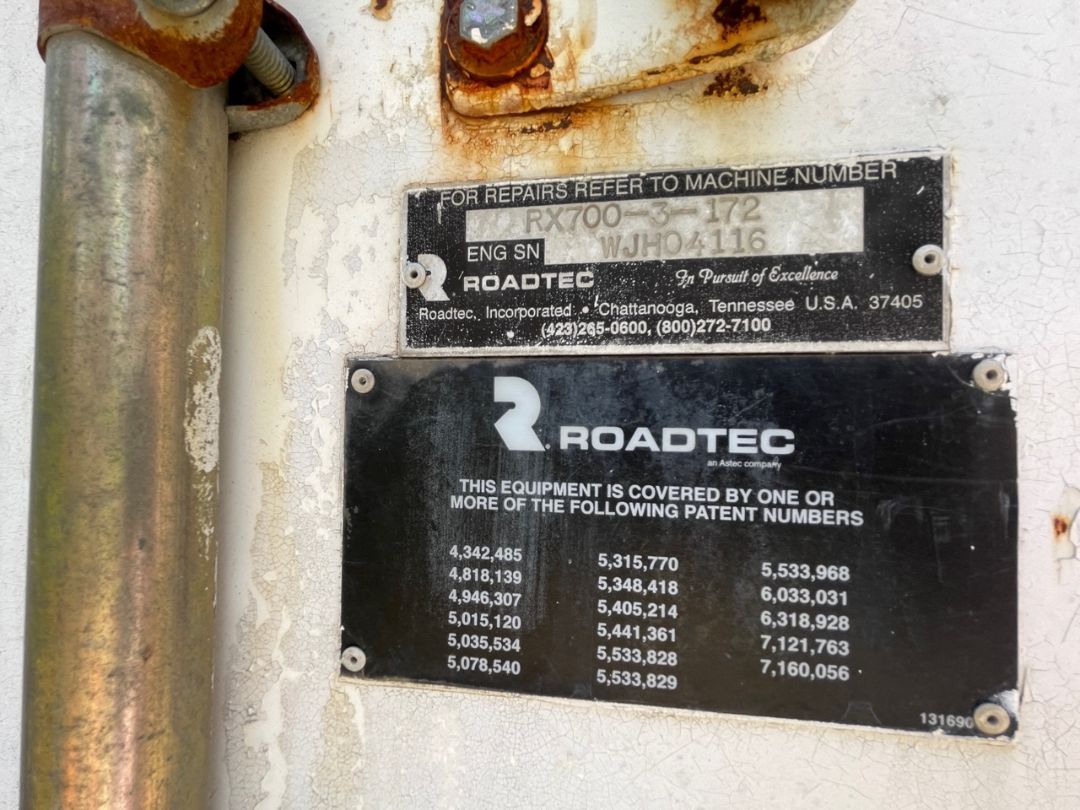 FOR REPAIRS REFER TO MACHINE NUMBER
RX700-3-172
ENG SN WJH04116
ROADTEC In Pursuit of Excellence
Roadtec, Incorporated • Chattanooga, Tennessee U.S.A. 37405
(423)265-0600, (800)272-7100
R. ROADTEC
an Astec company
THIS EQUIPMENT IS COVERED BY ONE OR
MORE OF THE FOLLOWING PATENT NUMBERS
4,342,485
4,818,139
4,946,307
5,015,120
5,035,534
5,078,540
5,315,770
5,348,418
5,405,214
5,441,361
5,533,828
5,533,829
5,533,968
6,033,031
6,318,928
7,121,763
7,160,056
131690